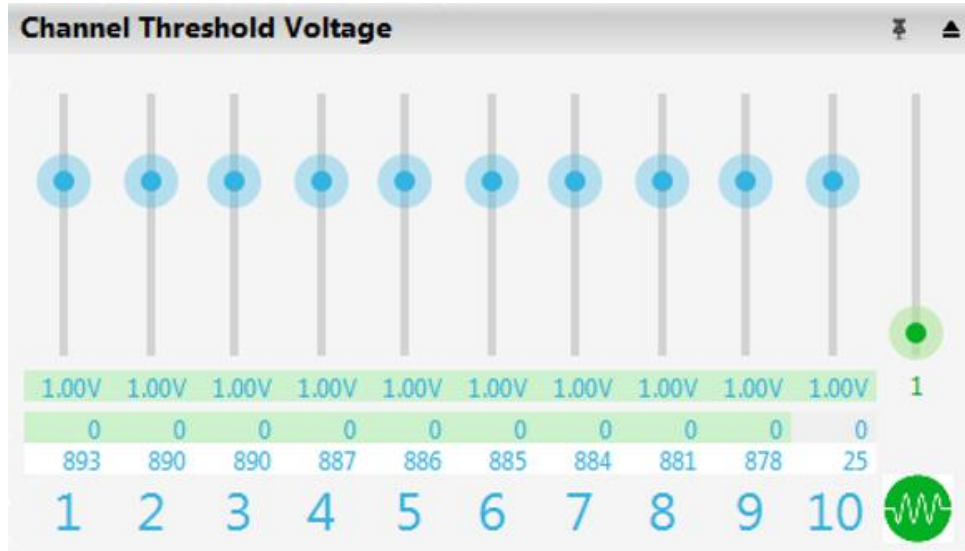 Channel Threshold Voltage
1.00V 1.00V 1.00V 1.00V 1.00V 1.00V 1.00V 1.00V 1.00V 1.00V 1
0 0 0 0 0 0 0 0 0 0
893 890 890 887 886 885 884 881 878 25
1 2 3 4 5 6 7 8 9 10